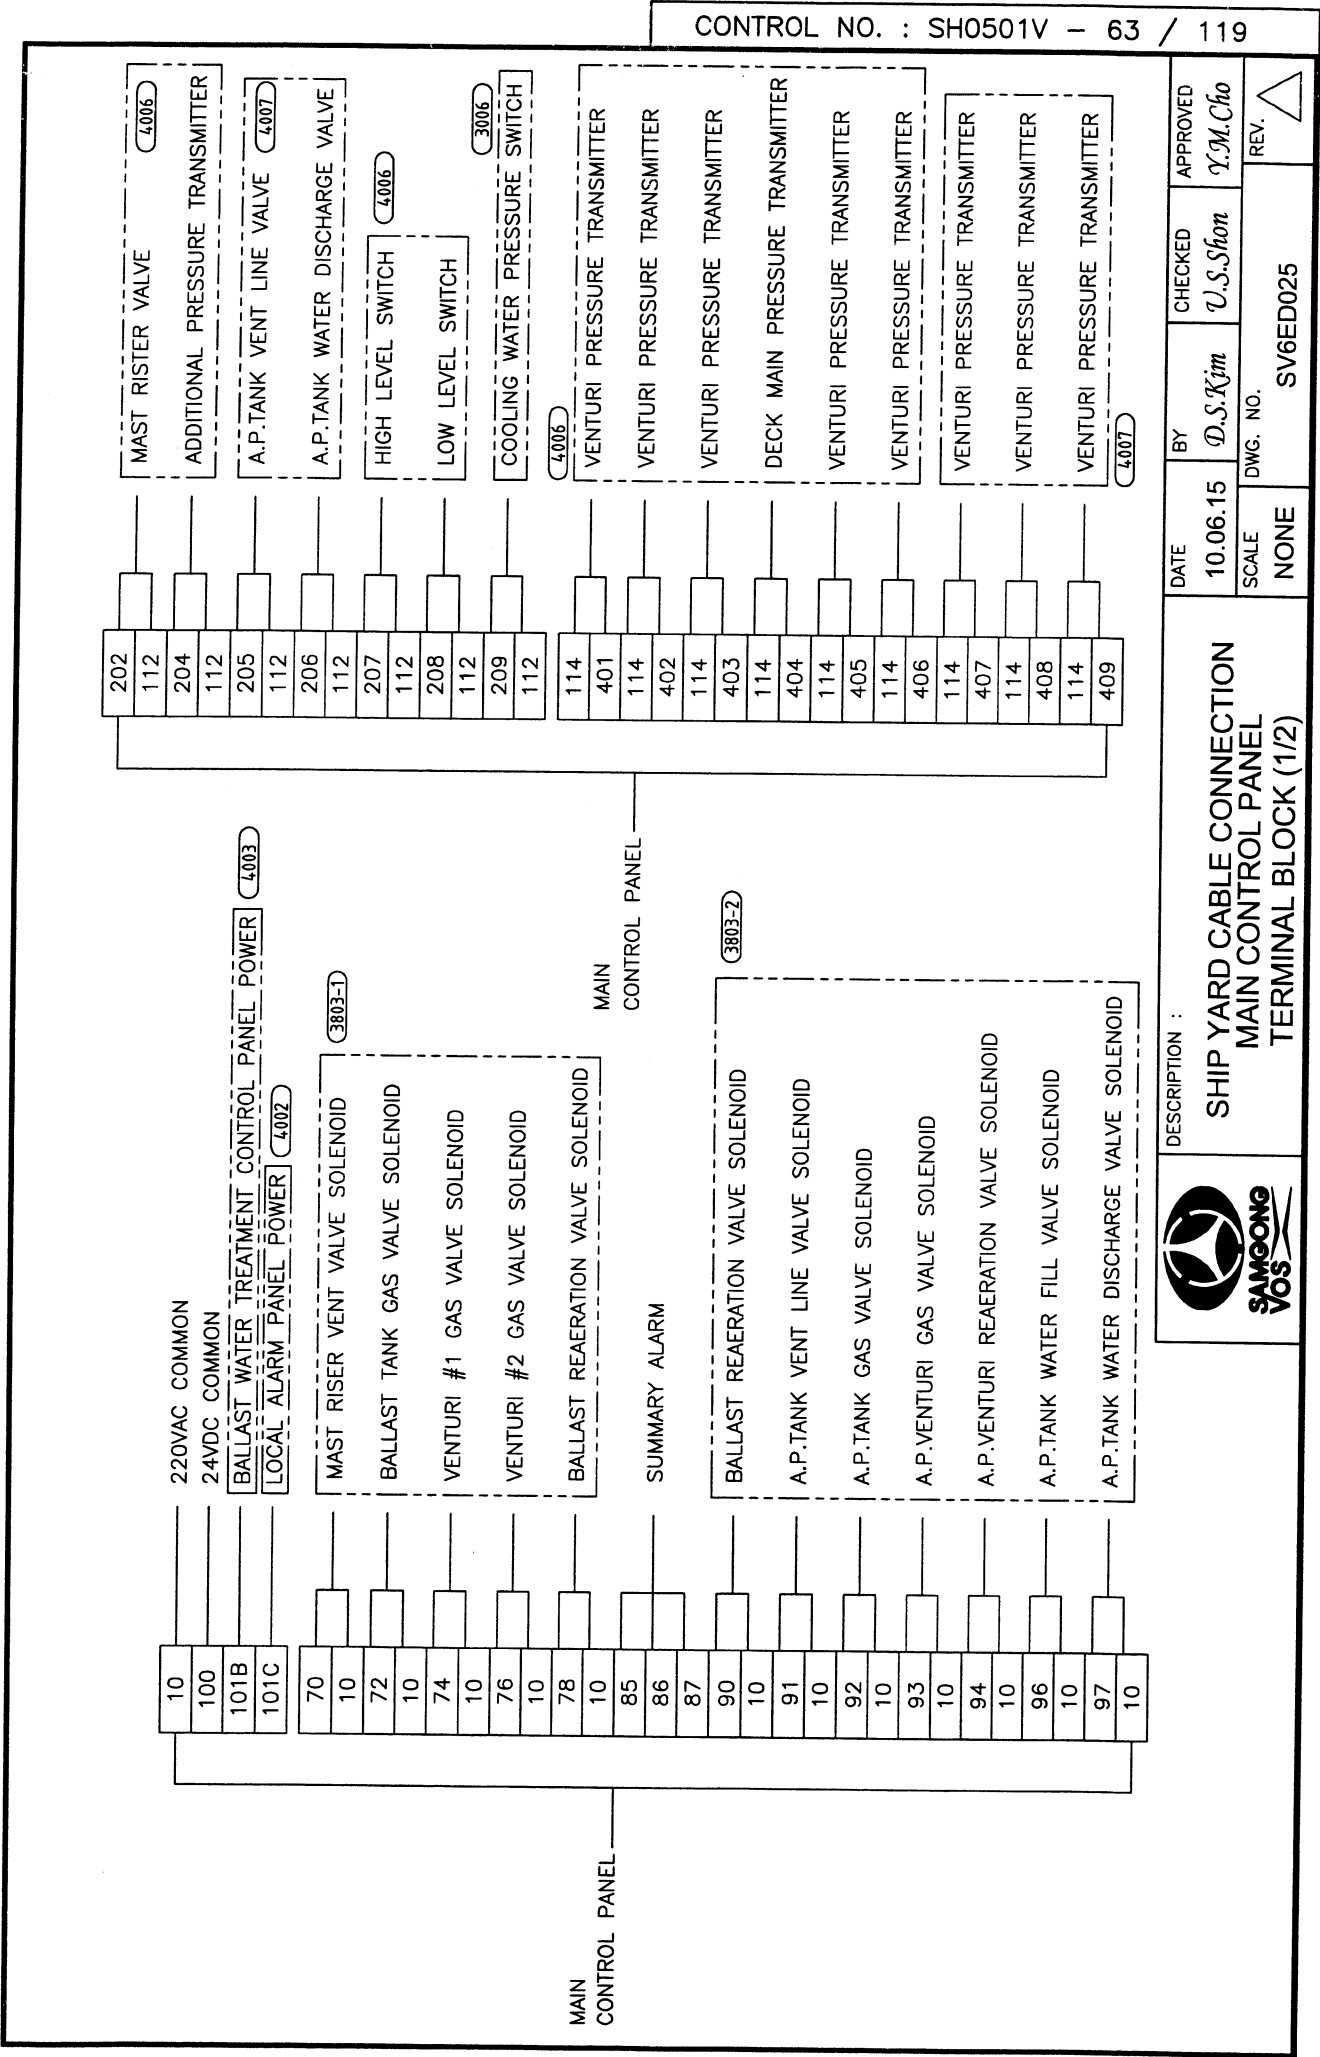 CONTROL NO. : SH0501V - 63 / 119
MAIN
CONTROL PANEL
10 220VAC COMMON
100 24VDC COMMON
101B BALLAST WATER TREATMENT CONTROL PANEL POWER 4003
101C LOCAL ALARM PANEL POWER 4002
3803-1
70 MAST RISER VENT VALVE SOLENOID
10
72 BALLAST TANK GAS VALVE SOLENOID
10
74 VENTURI #1 GAS VALVE SOLENOID
10
76 VENTURI #2 GAS VALVE SOLENOID
10
78 BALLAST REAERATION VALVE SOLENOID
10
85
86 SUMMARY ALARM
87
3803-2
90 BALLAST REAERATION VALVE SOLENOID
10
91 A.P.TANK VENT LINE VALVE SOLENOID
10
92 A.P.TANK GAS VALVE SOLENOID
10
93 A.P.VENTURI GAS VALVE SOLENOID
10
94 A.P.VENTURI REAERATION VALVE SOLENOID
10
96 A.P.TANK WATER FILL VALVE SOLENOID
10
97 A.P.TANK WATER DISCHARGE VALVE SOLENOID
10
MAIN
CONTROL PANEL
202 MAST RISTER VALVE 4006
112
204 ADDITIONAL PRESSURE TRANSMITTER
112
205 A.P.TANK VENT LINE VALVE 4007
112
206 A.P.TANK WATER DISCHARGE VALVE
112
207 HIGH LEVEL SWITCH 4006
112
208 LOW LEVEL SWITCH
112
3006
209 COOLING WATER PRESSURE SWITCH
112
4006
114 VENTURI PRESSURE TRANSMITTER
401
114 VENTURI PRESSURE TRANSMITTER
402
114 VENTURI PRESSURE TRANSMITTER
403
114 DECK MAIN PRESSURE TRANSMITTER
404
114 VENTURI PRESSURE TRANSMITTER
405
114 VENTURI PRESSURE TRANSMITTER
406
114 VENTURI PRESSURE TRANSMITTER
407
114 VENTURI PRESSURE TRANSMITTER
408
114 VENTURI PRESSURE TRANSMITTER
409
4007
SAMGONG
VOS
DESCRIPTION :
SHIP YARD CABLE CONNECTION
MAIN CONTROL PANEL
TERMINAL BLOCK (1/2)
DATE
10.06.15
BY
D.S.Kim
CHECKED
U.S.Shon
APPROVED
Y.M.Cho
SCALE
NONE
DWG. NO.
SV6ED025
REV.